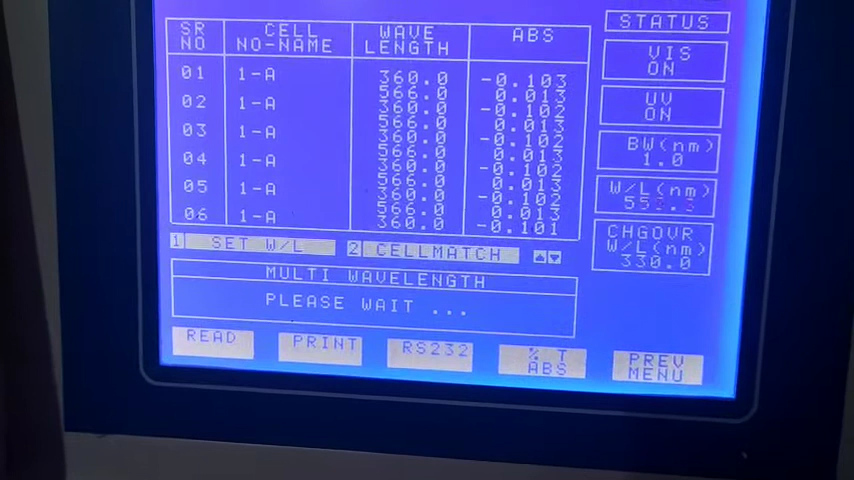 SR NO CELL NO-NAME WAVE LENGTH ABS
01 1-A 360.0 -0.103
566.0 0.013
02 1-A 360.0 -0.102
566.0 0.013
03 1-A 360.0 -0.102
566.0 0.013
04 1-A 360.0 -0.102
566.0 0.013
05 1-A 360.0 -0.102
566.0 0.013
06 1-A 360.0 -0.101
1 SET W/L 2 CELLMATCH
MULTI WAVELENGTH
PLEASE WAIT ...
READ PRINT RS232 % T ABS PREV MENU
STATUS
VIS
ON
UV
ON
BW(nm)
1.0
W/L(nm)
CHGOVR
W/L(nm)
330.0